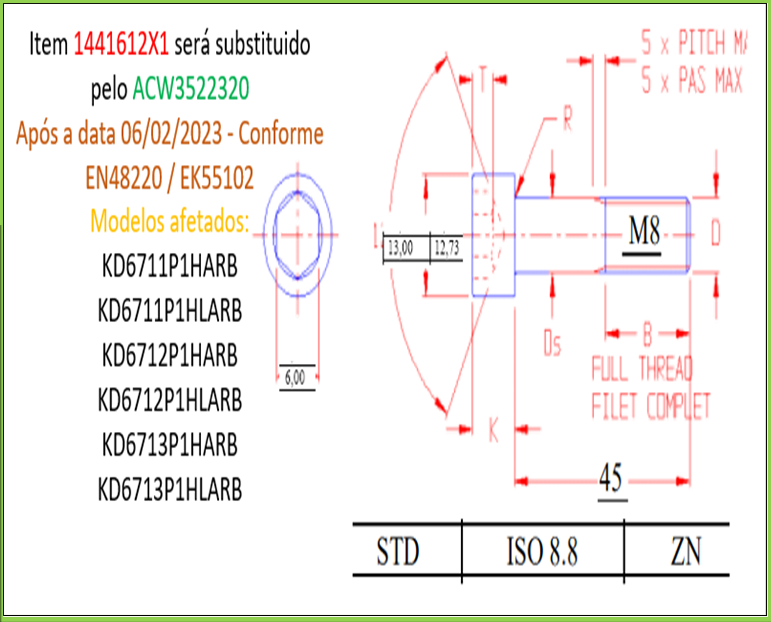 Item 1441612X1 será substituido
pelo ACW3522320
Após a data 06/02/2023 - Conforme
EN48220 / EK55102
Modelos afetados:
KD6711P1HARB
KD6711P1HLARB
KD6712P1HARB
KD6712P1HLARB
KD6713P1HARB
KD6713P1HLARB
6,00
5 x PITCH MA
5 x PAS MAX
T
R
13,00 12,73
M8
D
Ds
B
FULL THREAD
FILET COMPLET
K
45
STD ISO 8.8 ZN